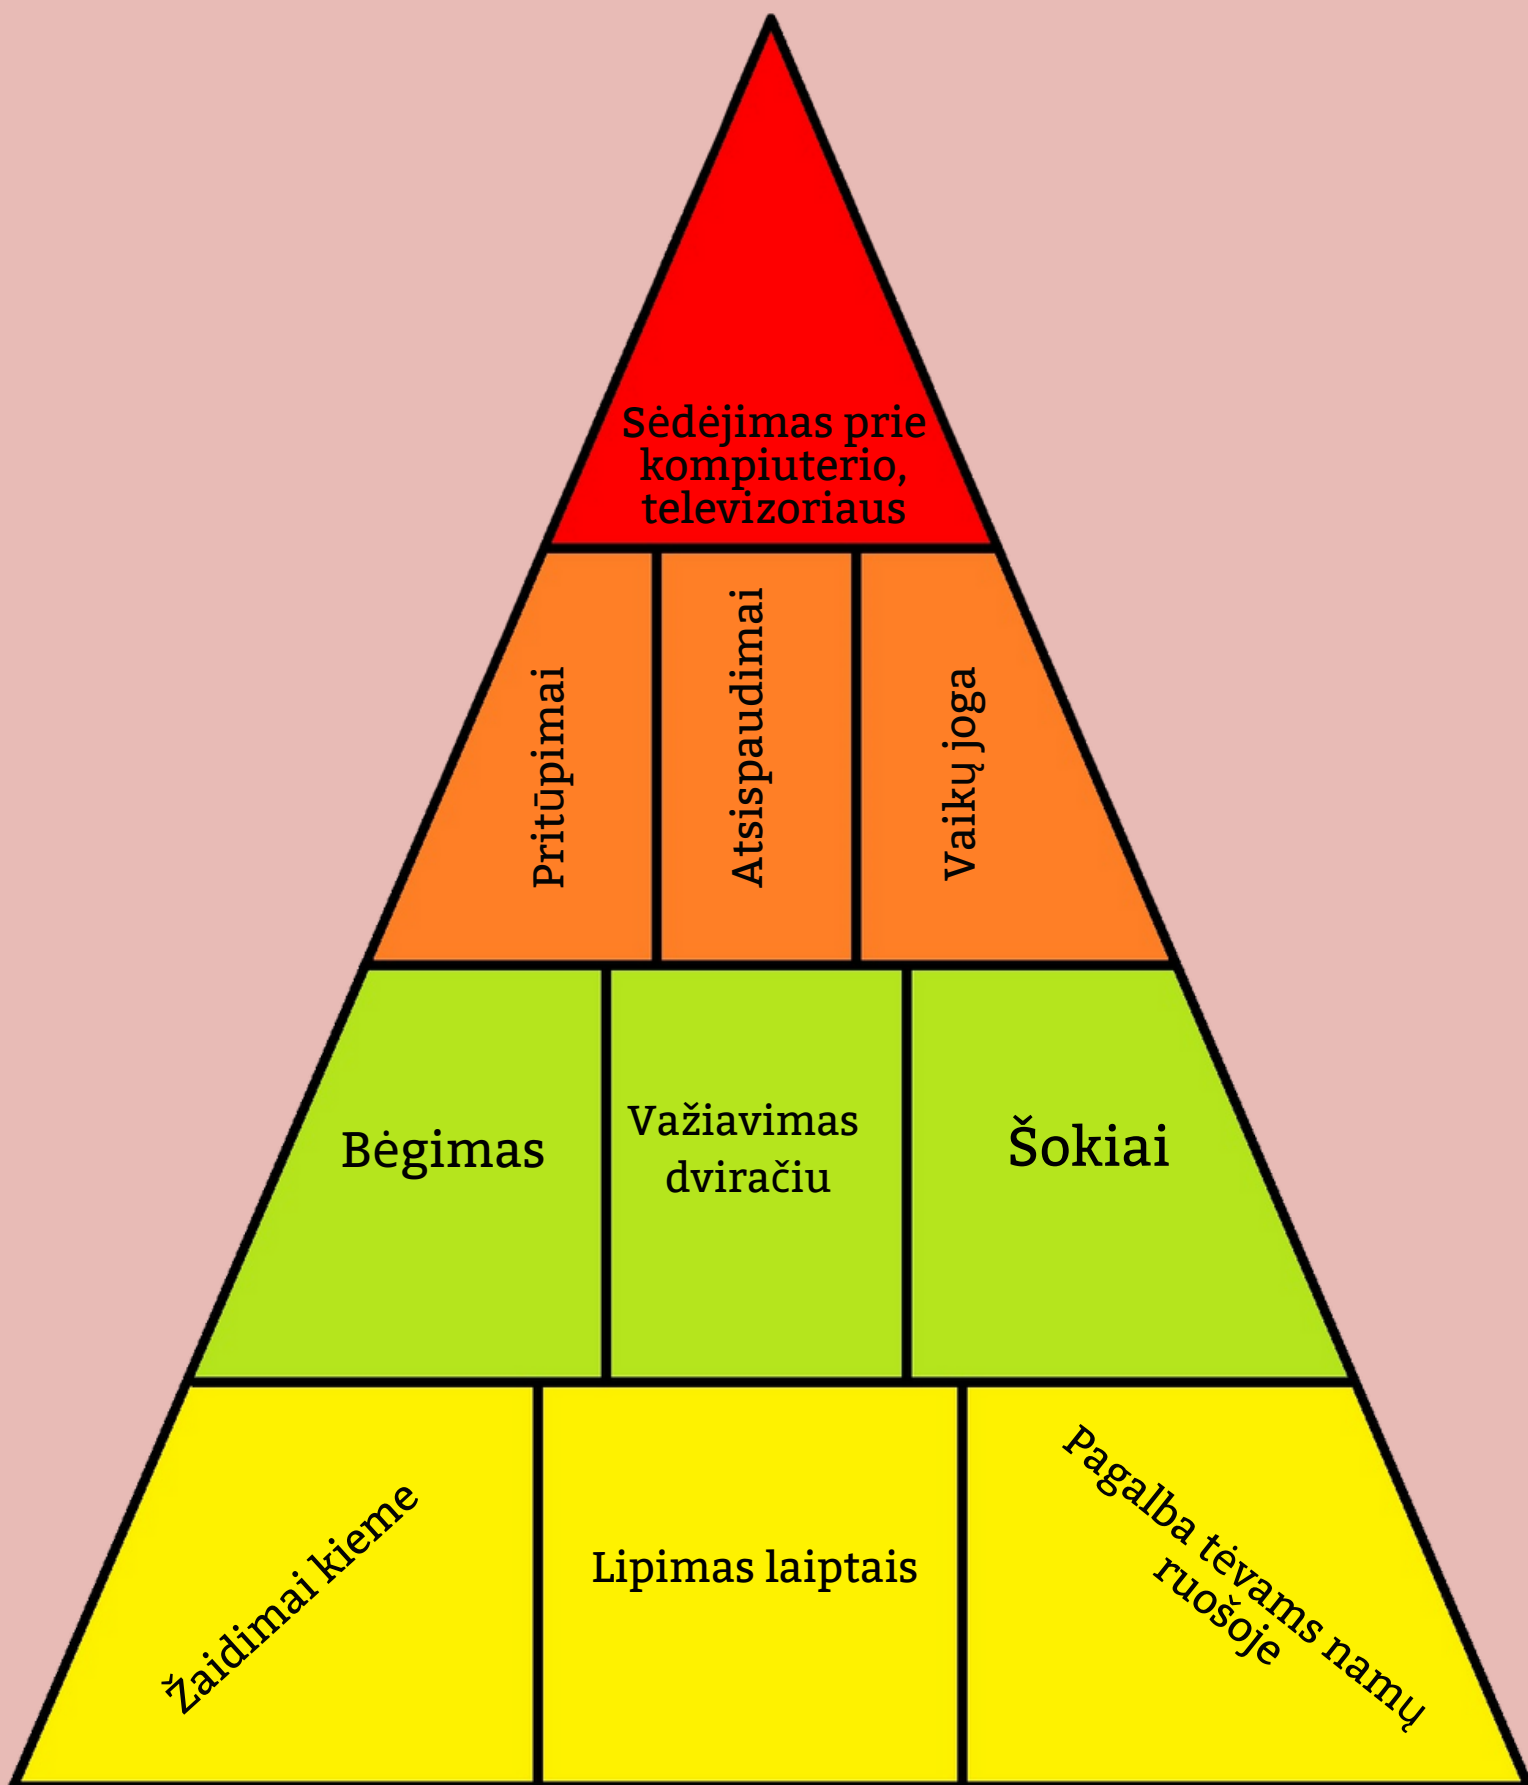 Sėdėjimas prie
kompiuterio,
televizoriaus
Pritūpimai
Atsispaudimai
Vaikų joga
Bėgimas
Važiavimas
dviračiu
Šokiai
Žaidimai kieme
Lipimas laiptais
Pagalba tėvams namų
ruošoje